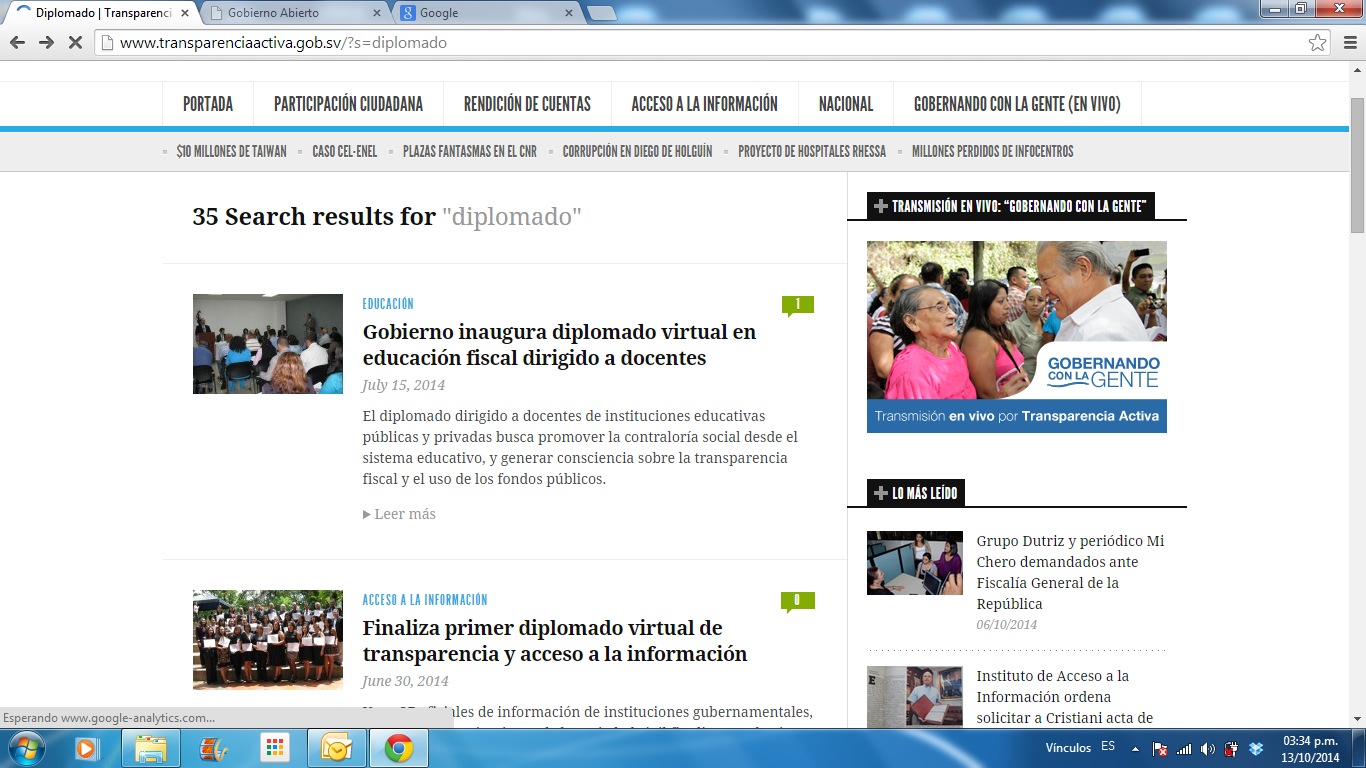 Diplomado | Transparenci
Gobierno Abierto
Google
www.transparenciaactiva.gob.sv/?s=diplomado
PORTADA
PARTICIPACIÓN CIUDADANA
RENDICIÓN DE CUENTAS
ACCESO A LA INFORMACIÓN
NACIONAL
GOBERNANDO CON LA GENTE (EN VIVO)
$10 MILLONES DE TAIWAN
CASO CEL-ENEL
PLAZAS FANTASMAS EN EL CNR
CORRUPCIÓN EN DIEGO DE HOLGUÍN
PROYECTO DE HOSPITALES RHESSA
MILLONES PERDIDOS DE INFOCENTROS
35 Search results for "diplomado"
EDUCACIÓN
1
Gobierno inaugura diplomado virtual en
educación fiscal dirigido a docentes
July 15, 2014
El diplomado dirigido a docentes de instituciones educativas
públicas y privadas busca promover la contraloría social desde el
sistema educativo, y generar consciencia sobre la transparencia
fiscal y el uso de los fondos públicos.
Leer más
ACCESO A LA INFORMACIÓN
0
Finaliza primer diplomado virtual de
transparencia y acceso a la información
June 30, 2014
de información de instituciones gubernamentales,
TRANSMISIÓN EN VIVO: “GOBERNANDO CON LA GENTE”
GOBERNANDO
CON LA GENTE
Transmisión en vivo por Transparencia Activa
LO MÁS LEÍDO
Grupo Dutriz y periódico Mi
Chero demandados ante
Fiscalía General de la
República
06/10/2014
Instituto de Acceso a la
Información ordena
solicitar a Cristiani acta de
Esperando www.google-analytics.com...
Vínculos
ES
03:34 p.m.
13/10/2014